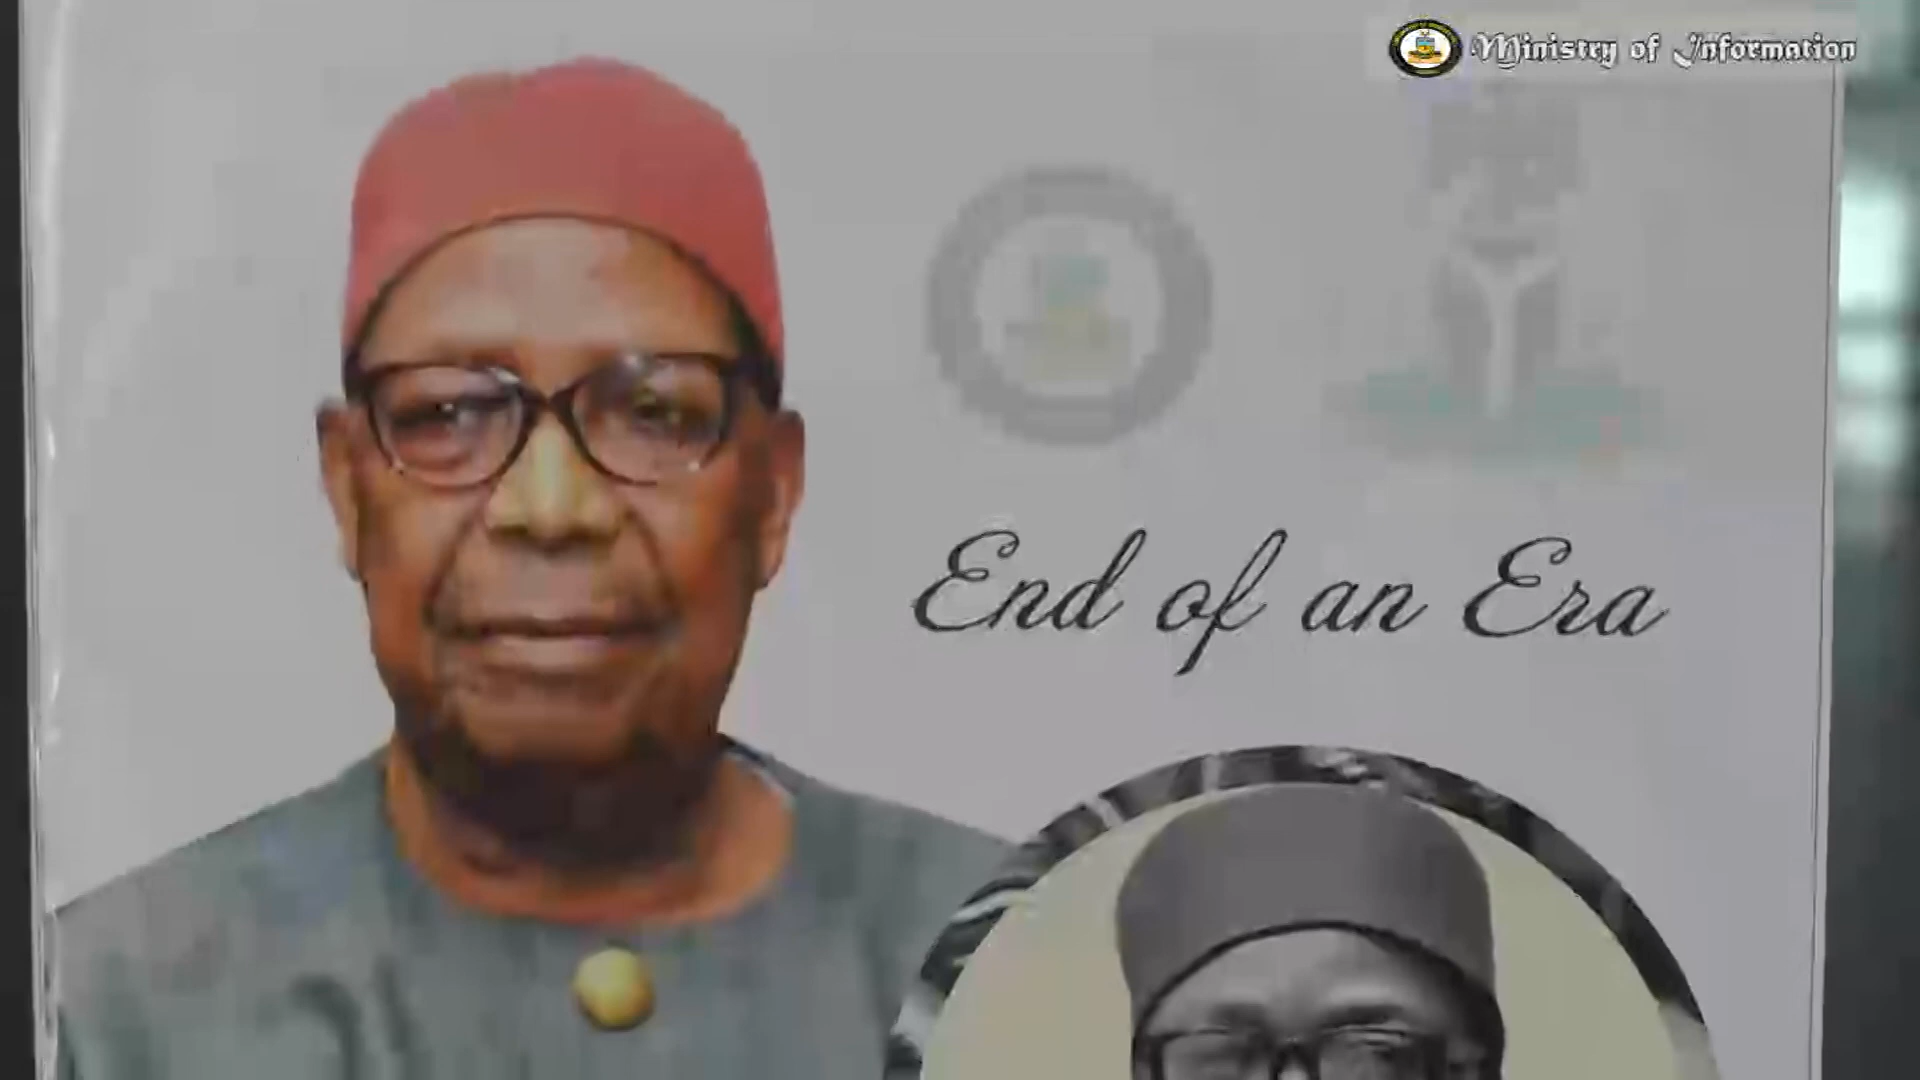 Ministry of Information
End of an Era